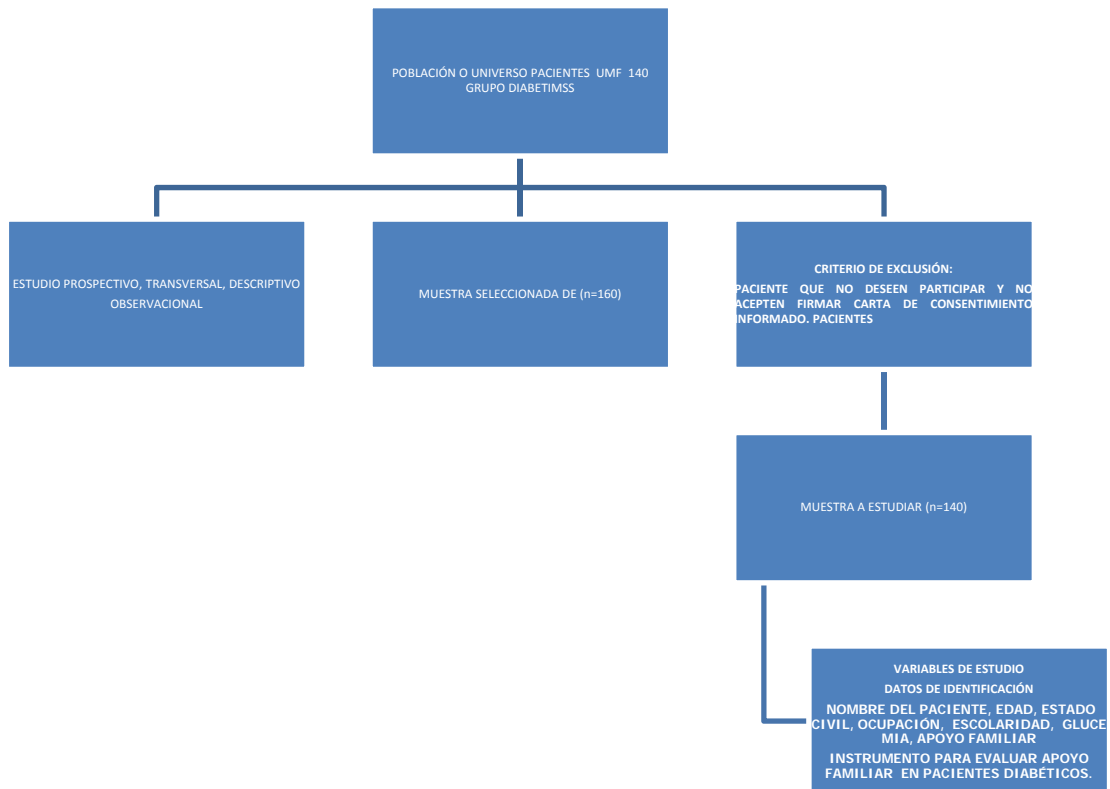 POBLACIÓN O UNIVERSO PACIENTES UMF 140
GRUPO DIABETIMSS
ESTUDIO PROSPECTIVO, TRANSVERSAL, DESCRIPTIVO
OBSERVACIONAL
MUESTRA SELECCIONADA DE (n=160)
CRITERIO DE EXCLUSIÓN:
PACIENTE QUE NO DESEEN PARTICIPAR Y NO
ACEPTEN FIRMAR CARTA DE CONSENTIMIENTO
INFORMADO. PACIENTES
MUESTRA A ESTUDIAR (n=140)
VARIABLES DE ESTUDIO
DATOS DE IDENTIFICACIÓN
NOMBRE DEL PACIENTE, EDAD, ESTADO
CIVIL, OCUPACIÓN, ESCOLARIDAD, GLUCE
MIA, APOYO FAMILIAR
INSTRUMENTO PARA EVALUAR APOYO
FAMILIAR EN PACIENTES DIABÉTICOS.